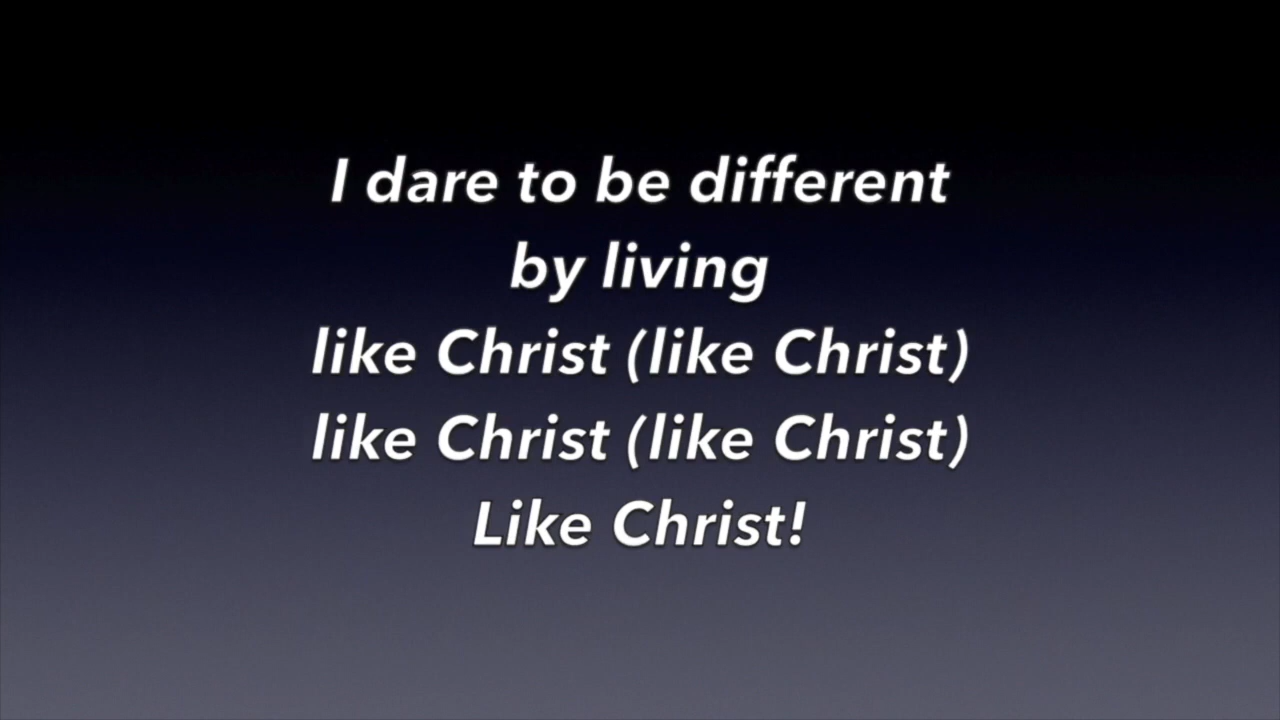 I dare to be different
by living
like Christ (like Christ)
like Christ (like Christ)
Like Christ!